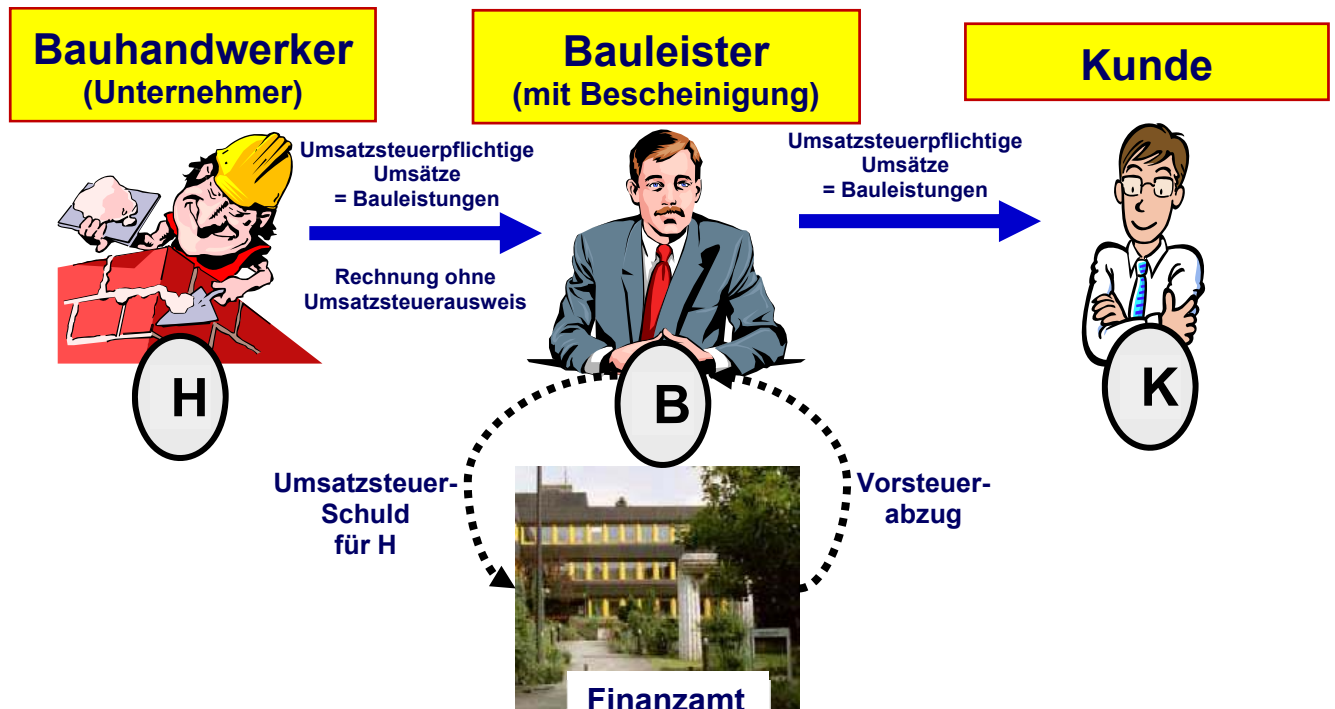 Bauhandwerker
(Unternehmer)
Bauleister
(mit Bescheinigung)
Kunde
Umsatzsteuerpflichtige
Umsätze
= Bauleistungen
Rechnung ohne
Umsatzsteuerausweis
Umsatzsteuerpflichtige
Umsätze
= Bauleistungen
H
B
K
Umsatzsteuer-
Schuld
für H
Vorsteuer-
abzug
Finanzamt